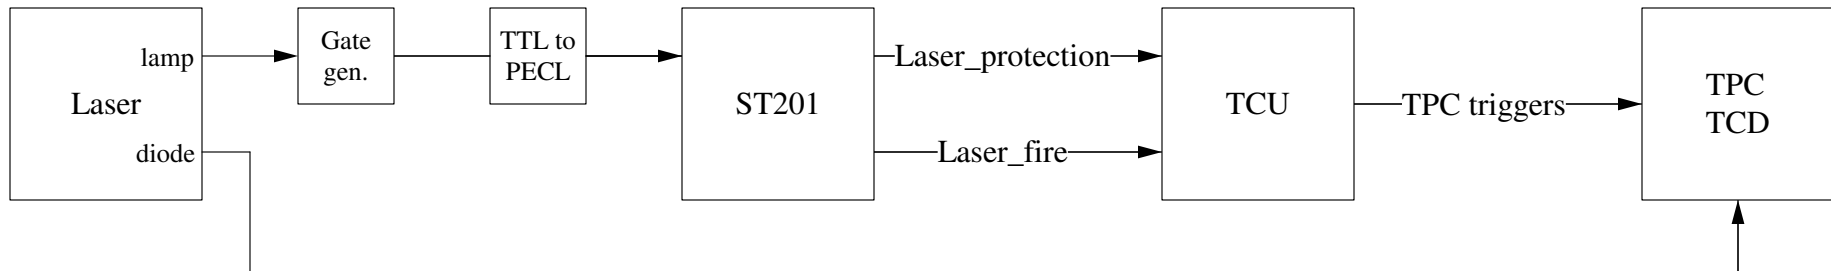 lamp
diode
Laser
Gate
gen.
TTL to
PECL
ST201
Laser_protection
Laser_fire
TCU
TPC triggers
TPC
TCD